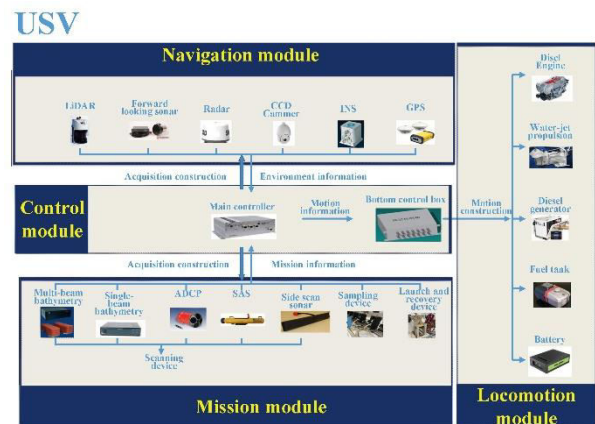 USV
Navigation module
LiDAR
Forward
looking sonar
Radar
CCD
Cammer
INS
GPS
Acquisition construction
Environment information
Control
module
Main controller
Motion
information
Bottom control box
Motion
construction
Acquisition construction
Mission information
Multi-beam
bathymetry
Single-
beam bathymetry
ADCP
SAS
Side scan
sonar
Sampling
device
Launch and
recovery device
Scanning
device
Mission module
Disel
Engine
Water-jet
propulsion
Diesel
generator
Fuel tank
Battery
Locomotion
module